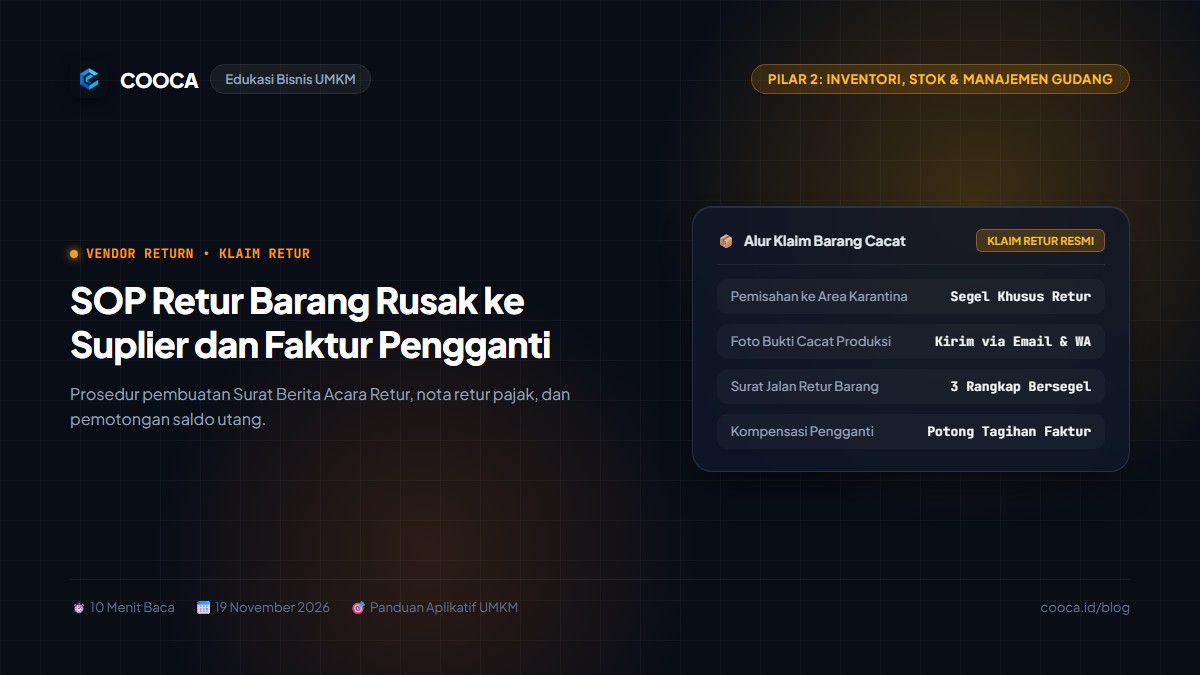 COOCA
Edukasi Bisnis UMKM
PILAR 2: INVENTORI, STOK & MANAJEMEN GUDANG
VENDOR RETURN • KLAIM RETUR
SOP Retur Barang Rusak ke
Suplier dan Faktur Pengganti
Prosedur pembuatan Surat Berita Acara Retur, nota retur pajak, dan
pemotongan saldo utang.
Alur Klaim Barang Cacat
KLAIM RETUR RESMI
Pemisahan ke Area Karantina
Segel Khusus Retur
Foto Bukti Cacat Produksi
Kirim via Email & WA
Surat Jalan Retur Barang
3 Rangkap Bersegel
Kompensasi Pengganti
Potong Tagihan Faktur
10 Menit Baca
19 November 2026
Panduan Aplikatif UMKM
cooca.id/blog